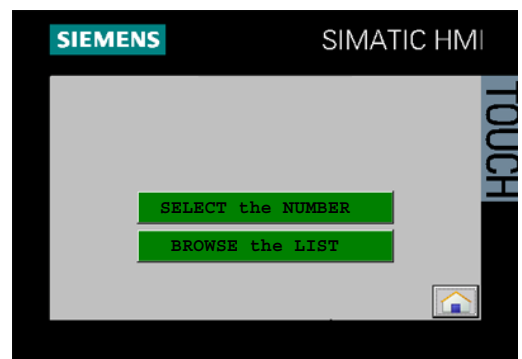 SIEMENS
SIMATIC HMI
TOUCH
SELECT the NUMBER
BROWSE the LIST